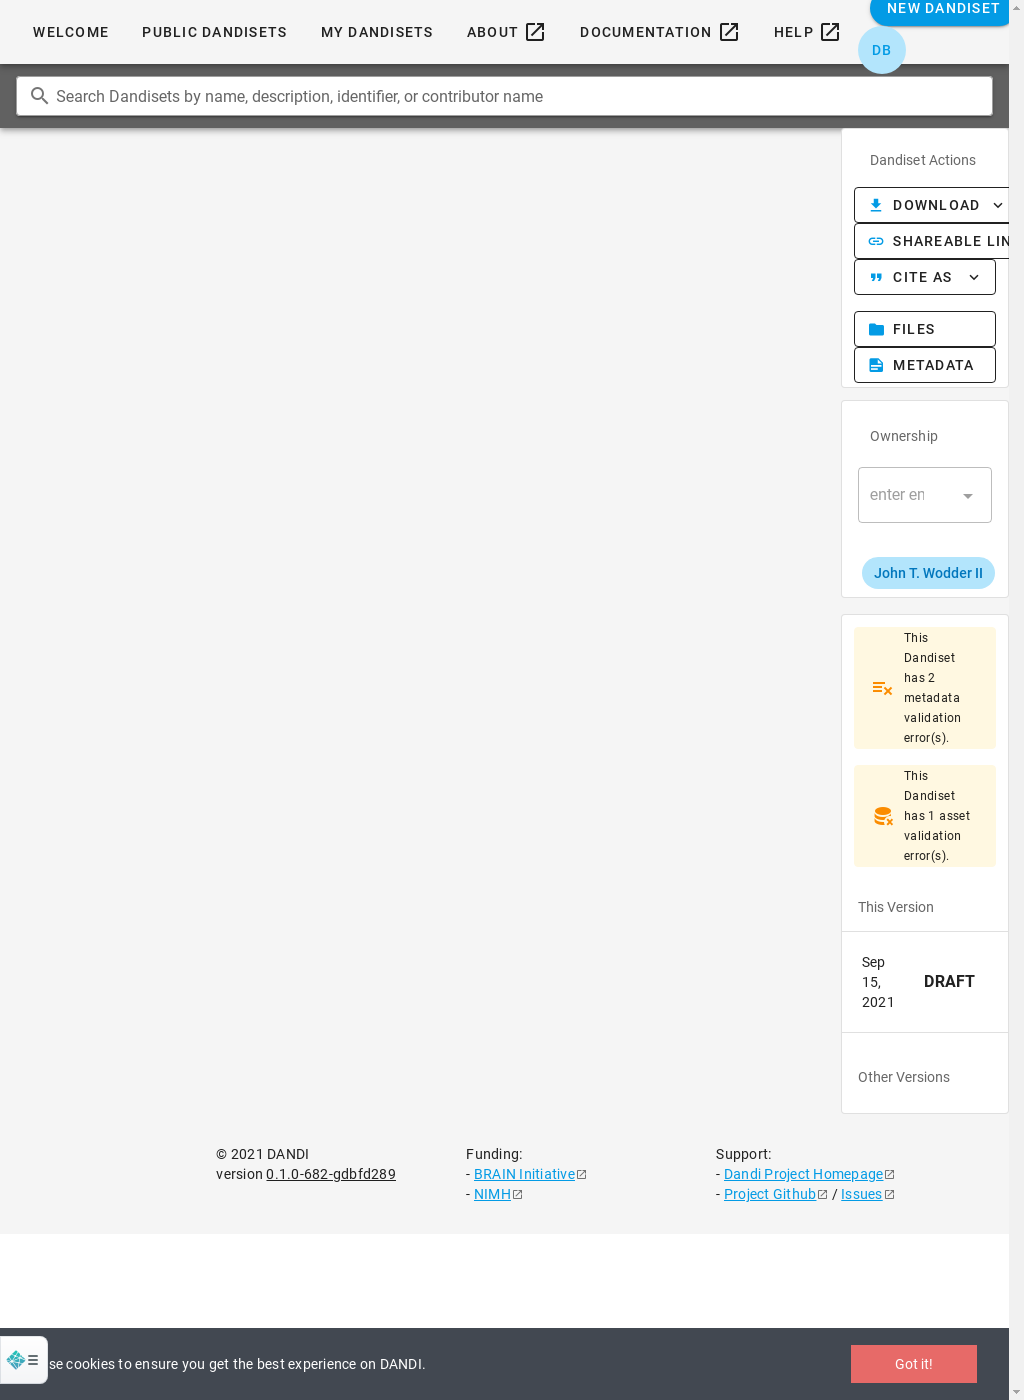 WELCOME PUBLIC DANDISETS MY DANDISETS ABOUT DOCUMENTATION HELP NEW DANDISET
DB
Search Dandisets by name, description, identifier, or contributor name
Dandiset Actions
DOWNLOAD
SHAREABLE LIN
CITE AS
FILES
METADATA
Ownership
enter en
John T. Wodder II
This
Dandiset
has 2
metadata
validation
error(s).
This
Dandiset
has 1 asset
validation
error(s).
This Version
Sep
15,
2021
DRAFT
Other Versions
© 2021 DANDI
version 0.1.0-682-gdbfd289
Funding:
- BRAIN Initiative
- NIMH
Support:
- Dandi Project Homepage
- Project Github / Issues
se cookies to ensure you get the best experience on DANDI.
Got it!